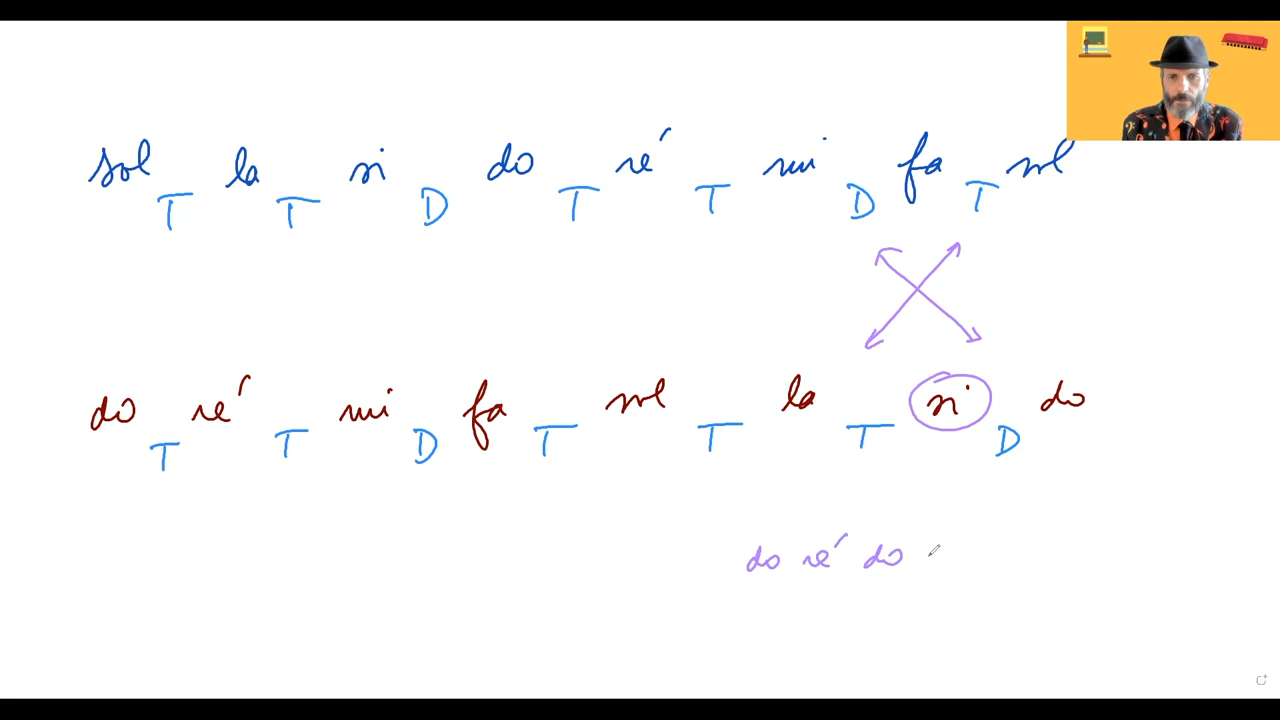 sol la si do ré mi fa sol
T T D T T D T
do ré mi fa sol la si do
T T D T T T D
do ré do